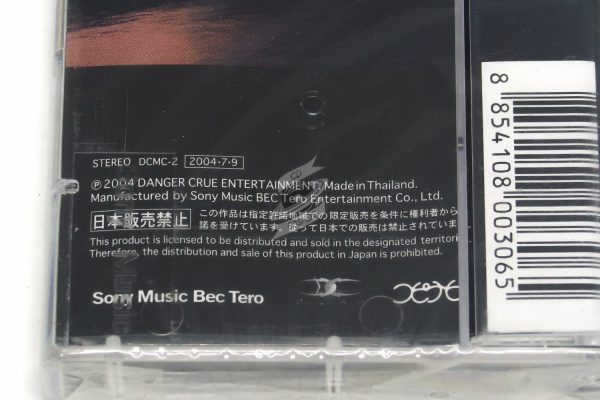 STEREO DCMC-2 2004・7・9
Ⓟ 2004 DANGER CRUE ENTERTAINMENT. Made in Thailand.
Manufactured by Sony Music BEC Tero Entertainment Co., Ltd.
日本販売禁止
この作品は指定許諾地域での限定販売を条件に権利者から
諾を受けています。従って日本での販売は禁止されていま
This product is licensed to be distributed and sold in the designated
Therefore, the distribution and sale of this product in Japan is prohibited.
Sony Music Bec Tero
8 854108 003065
CD
MUSIC